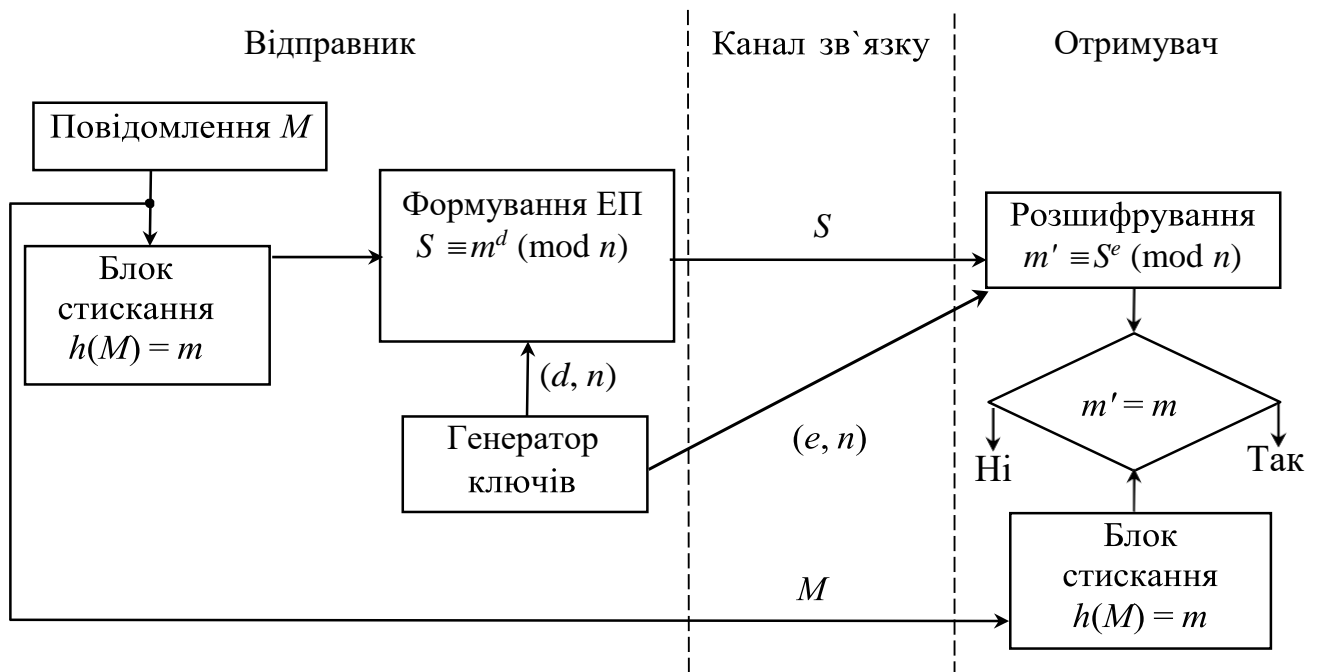 Відправник
Канал зв`язку
Отримувач
Повідомлення M
Формування ЕП
S ≡m^d (mod n)
S
Розшифрування
m' ≡S^e (mod n)
Блок
стискання
h(M) = m
(d, n)
Генератор
ключів
(e, n)
m' = m
Ні
Так
Блок
стискання
h(M) = m
M